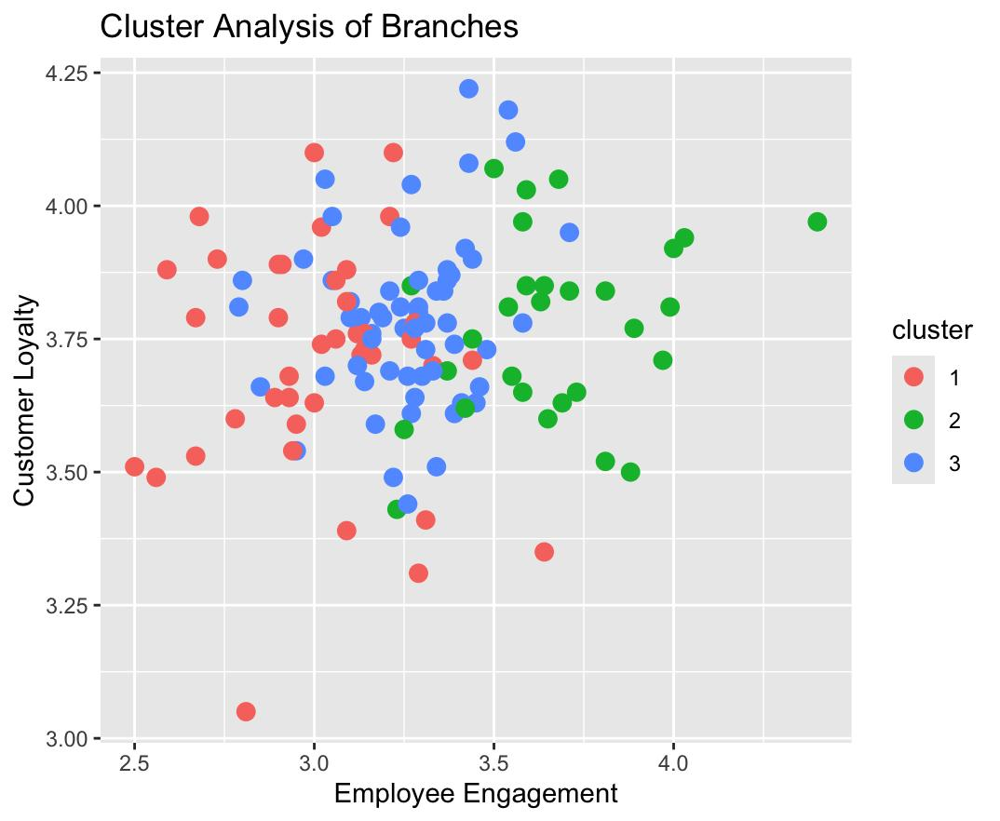 Cluster Analysis of Branches
4.25
4.00
3.75
3.50
3.25
3.00
Customer Loyalty
2.5 3.0 3.5 4.0
Employee Engagement
cluster
1
2
3